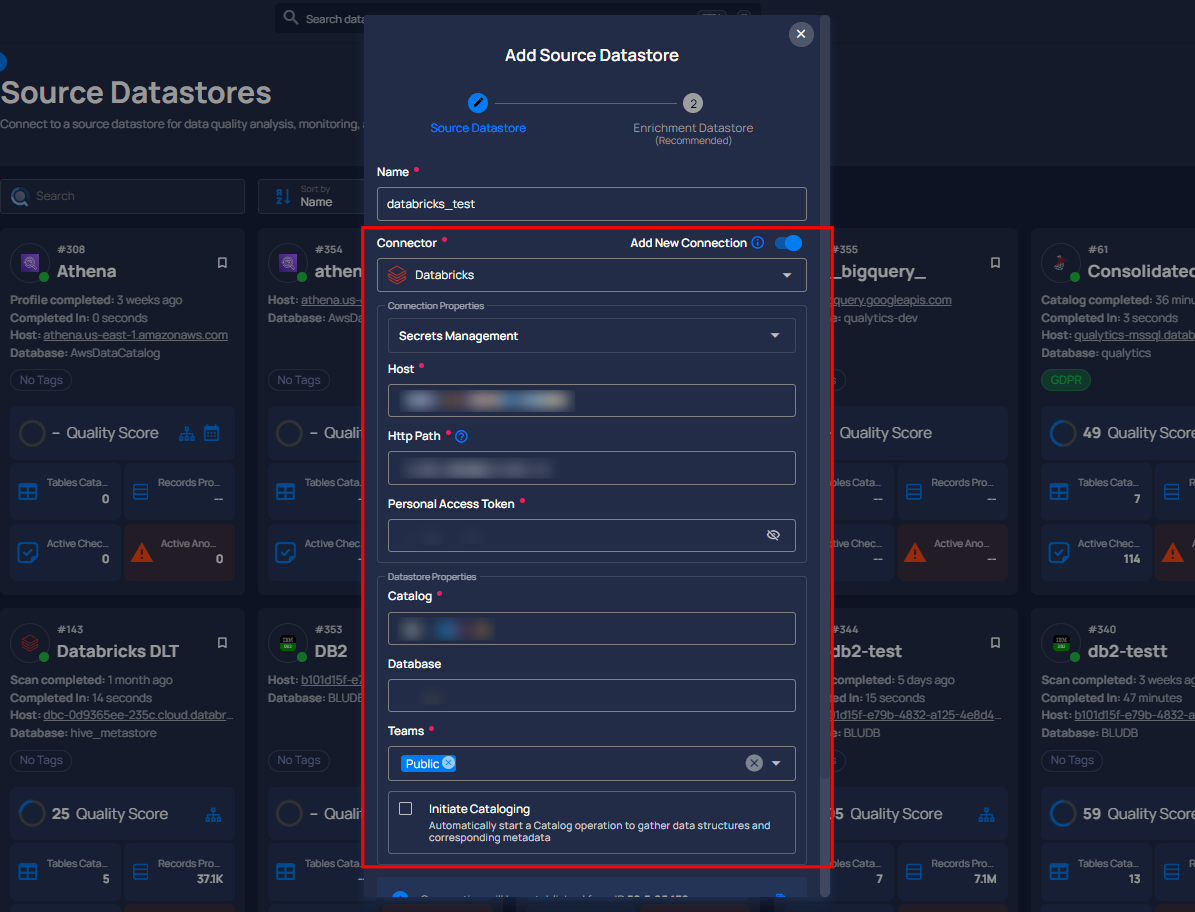 Search data
Source Datastores
Connect to a source datastore for data quality analysis, monitoring,
Search
Sort by
Name
Add Source Datastore
2
Source Datastore
Enrichment Datastore
(Recommended)
Name *
databricks_test
Connector *
Add New Connection
Databricks
Connection Properties
Secrets Management
Host *
Http Path *
Personal Access Token *
Datastore Properties
Catalog *
Database
Teams *
Public
Initiate Cataloging
Automatically start a Catalog operation to gather data structures and
corresponding metadata
#308
Athena
Profile completed: 3 weeks ago
Completed In: 0 seconds
Host: athena.us-east-1.amazonaws.com
Database: AwsDataCatalog
No Tags
– Quality Score
Tables Cata...
0
Records Pro...
--
Active Chec...
0
Active Ano...
0
#354
athen
Host: athena.us-
Database: AwsDa
No Tags
– Quali
Tables Cata
Active Chec
#355
_bigquery_
query.googleapis.com
e: qualytics-dev
Quality Score
bles Cata...
--
Records Pro...
--
tive Chec...
--
Active Ano...
--
#61
Consolidated
Catalog completed: 36 minu
Completed In: 3 seconds
Host: qualytics-mssql.datab
Database: qualytics
GDPR
49 Quality Score
Tables Cata...
7
Active Chec...
114
#143
Databricks DLT
Scan completed: 1 month ago
Completed In: 14 seconds
Host: dbc-0d9365ee-235c.cloud.databr...
Database: hive_metastore
No Tags
25 Quality Score
Tables Cata...
5
Records Pro...
37.1K
#353
DB2
Host: b101d15f-e7
Database: BLUDB
No Tags
– Quali
Tables Cata
#344
db2-test
completed: 5 days ago
ed In: 15 seconds
01d15f-e79b-4832-a125-4e8d4...
e: BLUDB
5 Quality Score
bles Cata...
7
Records Pro...
7.1M
#340
db2-testt
Scan completed: 3 weeks ag
Completed In: 47 minutes
Host: b101d15f-e79b-4832-a
Database: BLUDB
No Tags
59 Quality Score
Tables Cata...
13